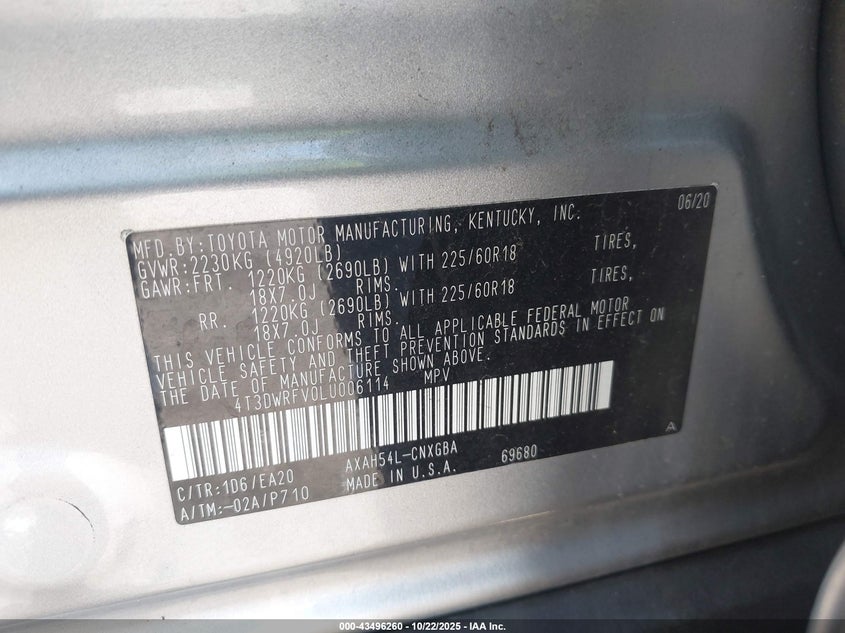 06/20
MFD.BY:TOYOTA MOTOR MANUFACTURING, KENTUCKY, INC.
GVWR:2230KG (4920LB)
GAWR:FRT. 1220KG (2690LB) WITH 225/60R18 TIRES,
18X7.0J RIMS.
RR. 1220KG (2690LB) WITH 225/60R18 TIRES,
18X7.0J RIMS.
THIS VEHICLE CONFORMS TO ALL APPLICABLE FEDERAL MOTOR
VEHICLE SAFETY AND THEFT PREVENTION STANDARDS IN EFFECT ON
THE DATE OF MANUFACTURE SHOWN ABOVE.
4T3DWRFV0LU006114 MPV
A
C/TR:1D6/EA20 AXAH54L-CNXGBA 69680
A/TM:-02A/P710 MADE IN U.S.A.
000-43496260 - 10/22/2025 - IAA Inc.